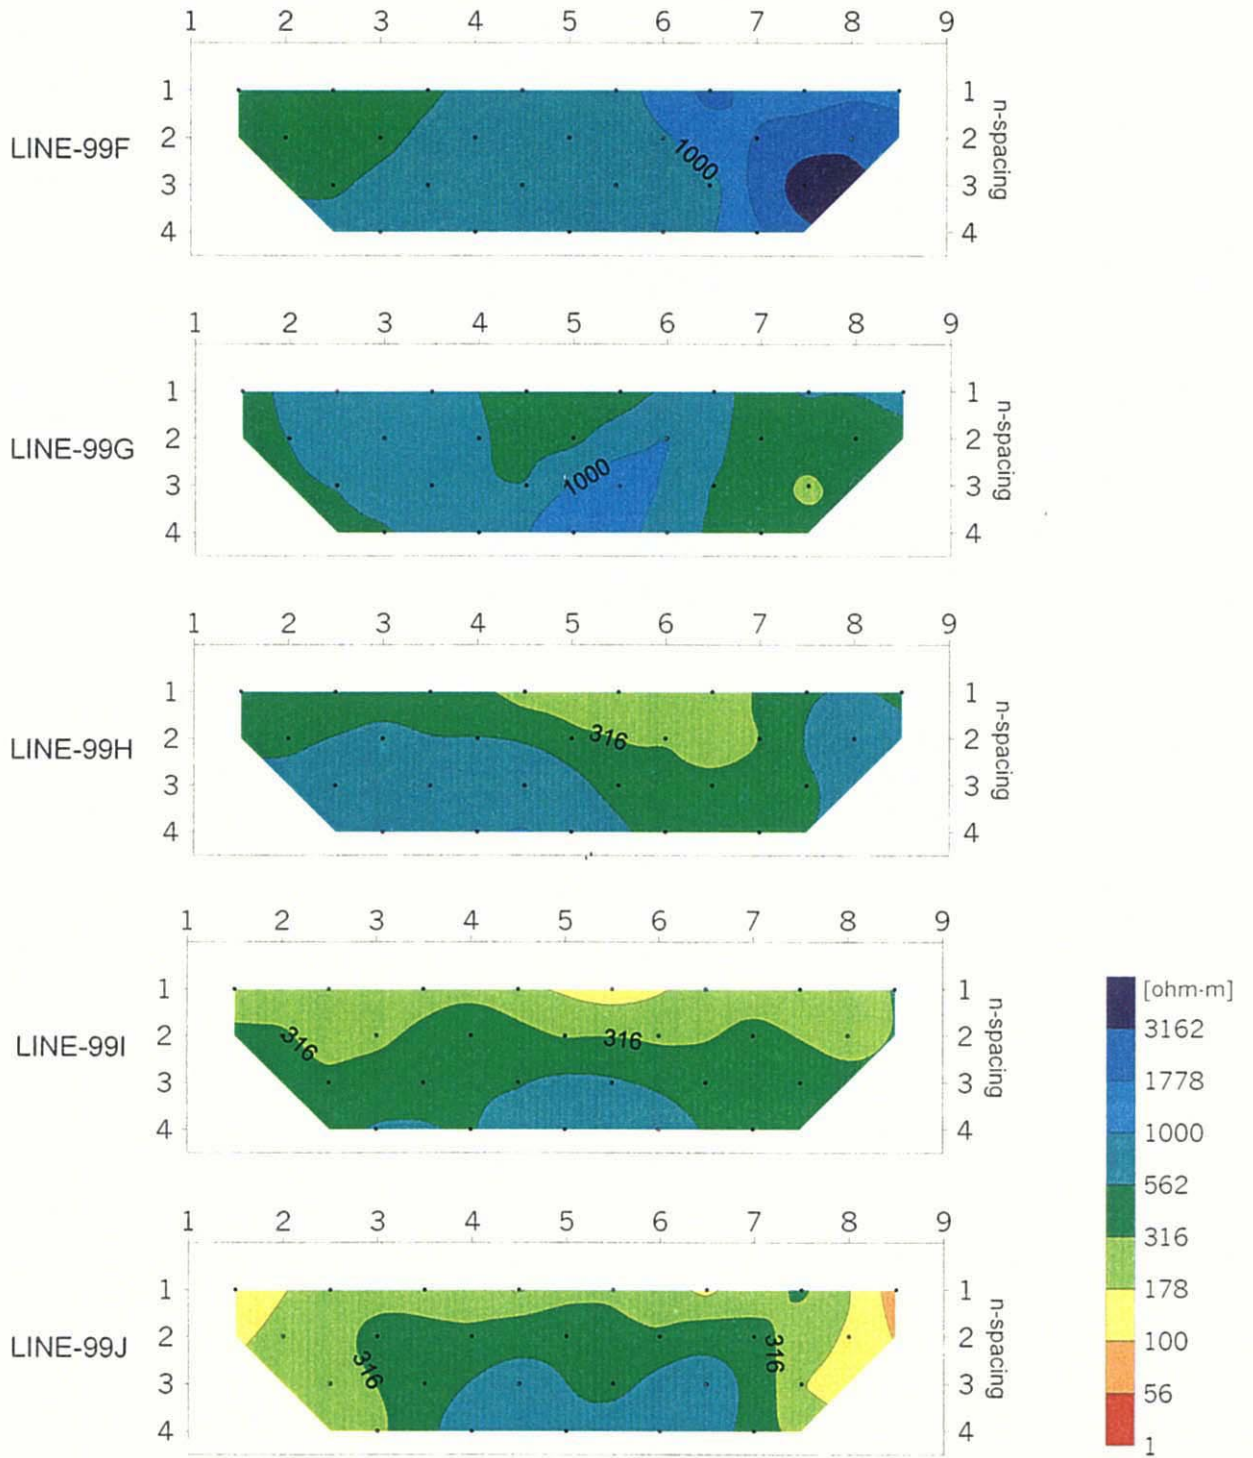 1 2 3 4 5 6 7 8 9
1 1
LINE-99F 2 1000 2 n-spacing
3 3
4 4
1 2 3 4 5 6 7 8 9
1 1
LINE-99G 2 2 n-spacing
3 1000 3
4 4
1 2 3 4 5 6 7 8 9
1 1
LINE-99H 2 316 2 n-spacing
3 3
4 4
1 2 3 4 5 6 7 8 9
1 1
LINE-99I 2 316 316 2 n-spacing
3 3
4 4
1 2 3 4 5 6 7 8 9
1 1
LINE-99J 2 316 316 2 n-spacing
3 3
4 4
[ohm-m]
3162
1778
1000
562
316
178
100
56
1